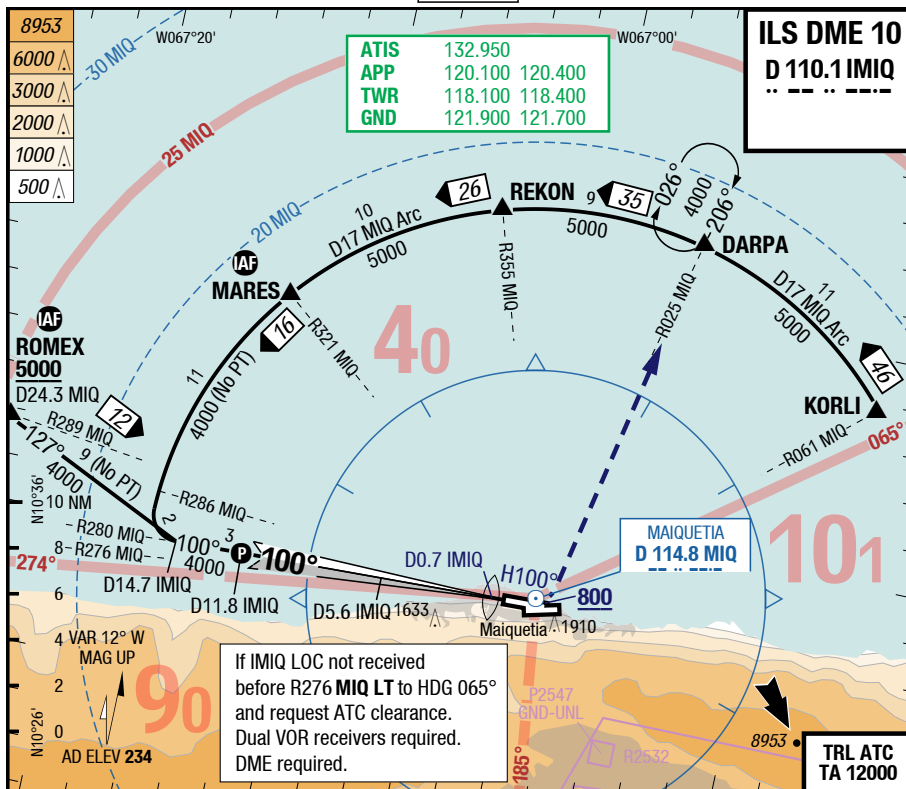 8953
6000
3000
2000
1000
500
W067°20'
W067°00'
30 MIQ
25 MIQ
20 MIQ
ATIS 132.950
APP 120.100 120.400
TWR 118.100 118.400
GND 121.900 121.700
ILS DME 10
D 110.1 IMIQ
26
REKON
9
35
026°
4000
206°
DARPA
10
D17 MIQ Arc
5000
5000
R355 MIQ
R025 MIQ
11
D17 MIQ Arc
5000
IAF
MARES
16
R321 MIQ
40
46
KORLI
R061 MIQ
065°
IAF
ROMEX
5000
D24.3 MIQ
11
4000 (No PT)
12
R289 MIQ
127°
9 (No PT)
4000
N10°36'
10 NM
R286 MIQ
R280 MIQ
R276 MIQ
2
100°
3
4000
P
100°
274°
D14.7 IMIQ
D11.8 IMIQ
D5.6 IMIQ
D0.7 IMIQ
H100°
MAIQUETIA
D 114.8 MIQ
101
800
1633
Maiquetia
1910
8
6
4
2
0
N10°26'
VAR 12° W
MAG UP
90
AD ELEV 234
If IMIQ LOC not received
before R276 MIQ LT to HDG 065°
and request ATC clearance.
Dual VOR receivers required.
DME required.
185°
P2547
GND-UNL
R2532
8953
TRL ATC
TA 12000